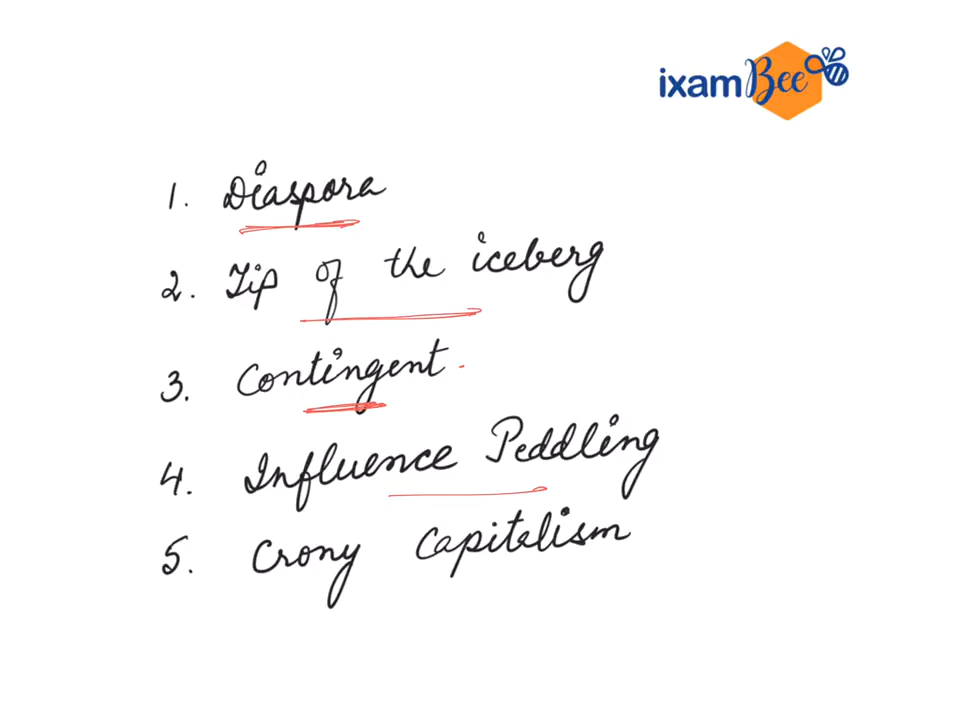 ixamBee
1. Diaspora
2. Tip of the iceberg
3. Contingent
4. Influence Peddling
5. Crony Capitalism